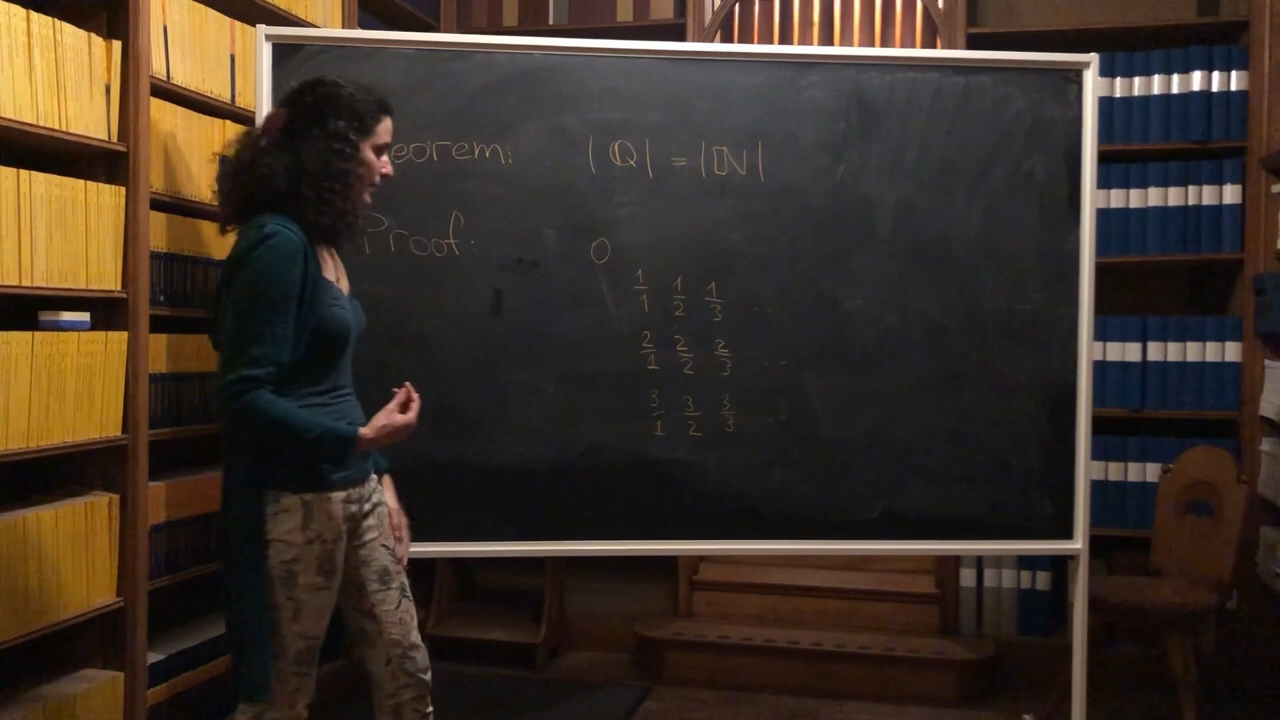 eorem: |ℚ| = |ℕ|
Proof: 0
1/1 1/2 1/3 ..
2/1 2/2 2/3 ...
3/1 3/2 3/3 ..